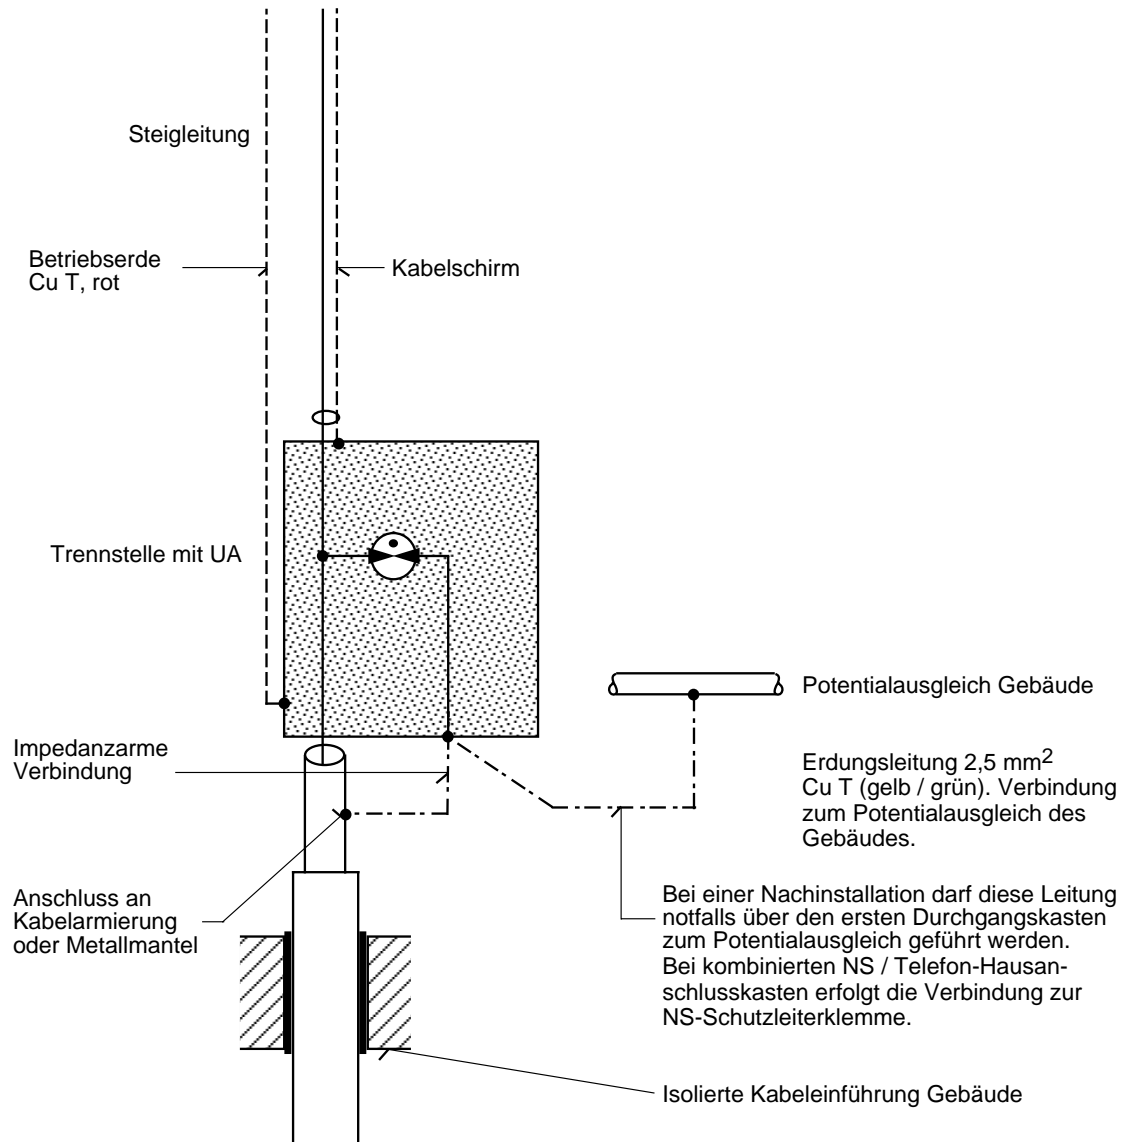 Steigleitung
Betriebserde
Cu T, rot
Kabelschirm
Trennstelle mit UA
Potentialausgleich Gebäude
Impedanzarme
Verbindung
Erdungsleitung 2,5 mm²
Cu T (gelb / grün). Verbindung
zum Potentialausgleich des
Gebäudes.
Anschluss an
Kabelarmierung
oder Metallmantel
Bei einer Nachinstallation darf diese Leitung
notfalls über den ersten Durchgangskasten
zum Potentialausgleich geführt werden.
Bei kombinierten NS / Telefon-Hausan-
schlusskasten erfolgt die Verbindung zur
NS-Schutzleiterklemme.
Isolierte Kabeleinführung Gebäude